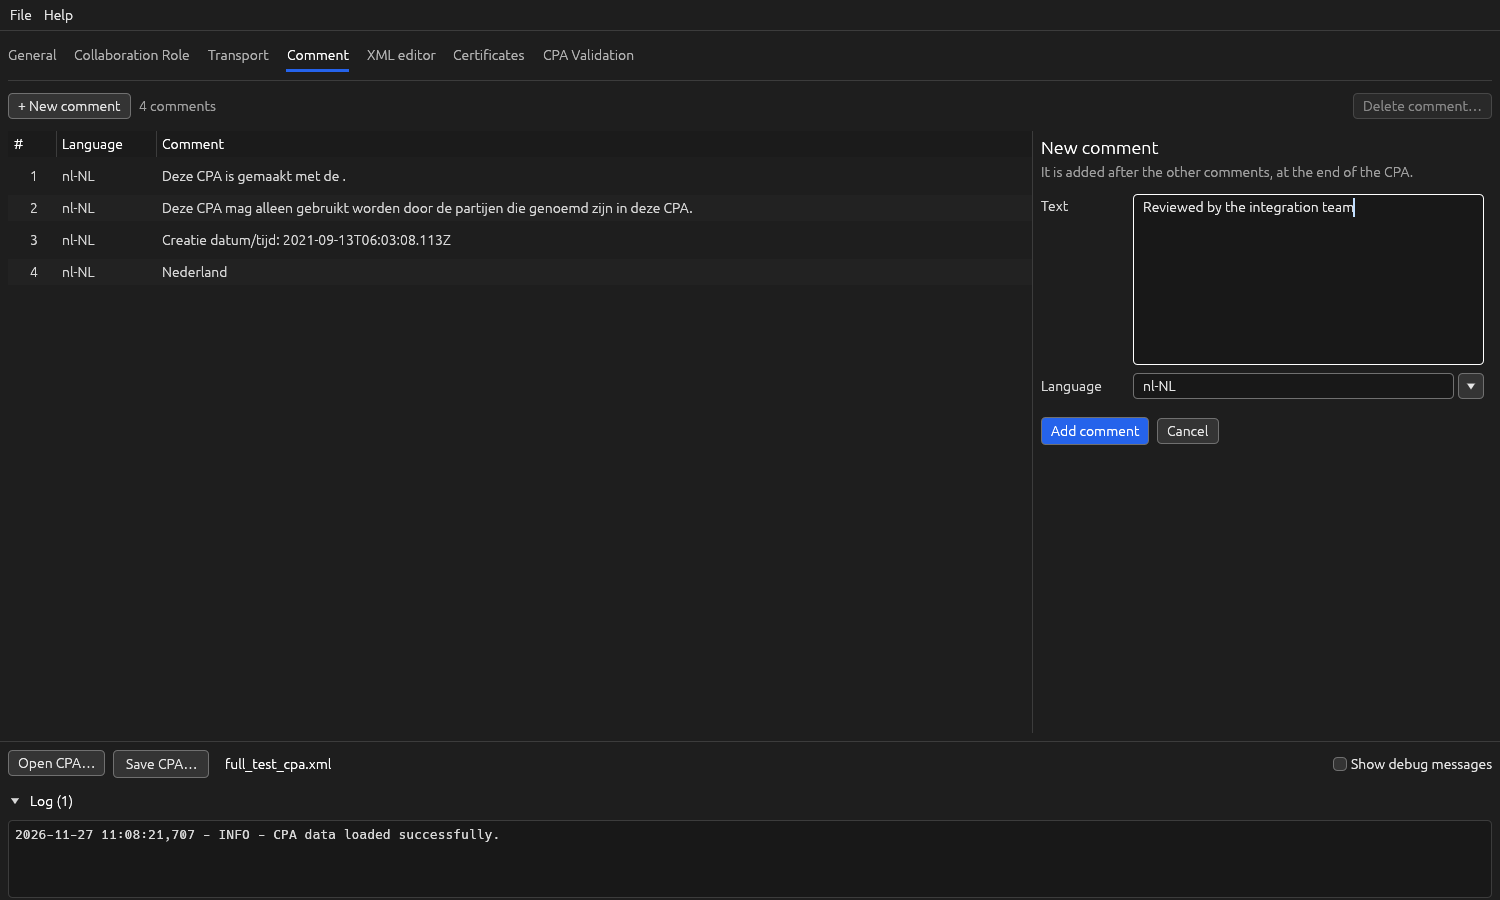 File Help
General Collaboration Role Transport Comment XML editor Certificates CPA Validation
+ New comment 4 comments Delete comment...
# Language Comment
1 nl-NL Deze CPA is gemaakt met de .
2 nl-NL Deze CPA mag alleen gebruikt worden door de partijen die genoemd zijn in deze CPA.
3 nl-NL Creatie datum/tijd: 2021-09-13T06:03:08.113Z
4 nl-NL Nederland
New comment
It is added after the other comments, at the end of the CPA.
Text Reviewed by the integration team
Language nl-NL
Add comment Cancel
Open CPA... Save CPA... full_test_cpa.xml Show debug messages
Log (1)
2026-11-27 11:08:21,707 - INFO - CPA data loaded successfully.